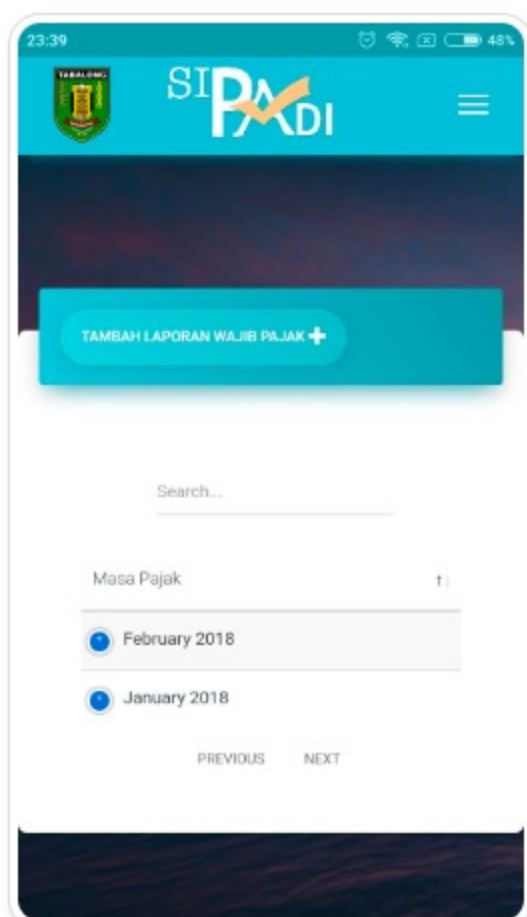 23:39
48%
TABALONG
SIPADI
TAMBAH LAPORAN WAJIB PAJAK +
Search...
Masa Pajak
February 2018
January 2018
PREVIOUS NEXT